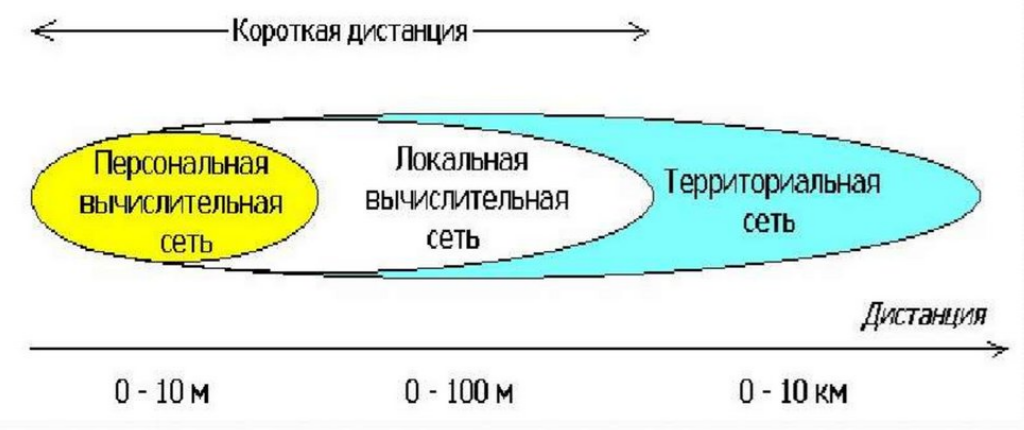 Короткая дистанция
Персональная
вычислительная
сеть
Локальная
вычислительная
сеть
Территориальная
сеть
Дистанция
0 - 10 м
0 - 100 м
0 - 10 км